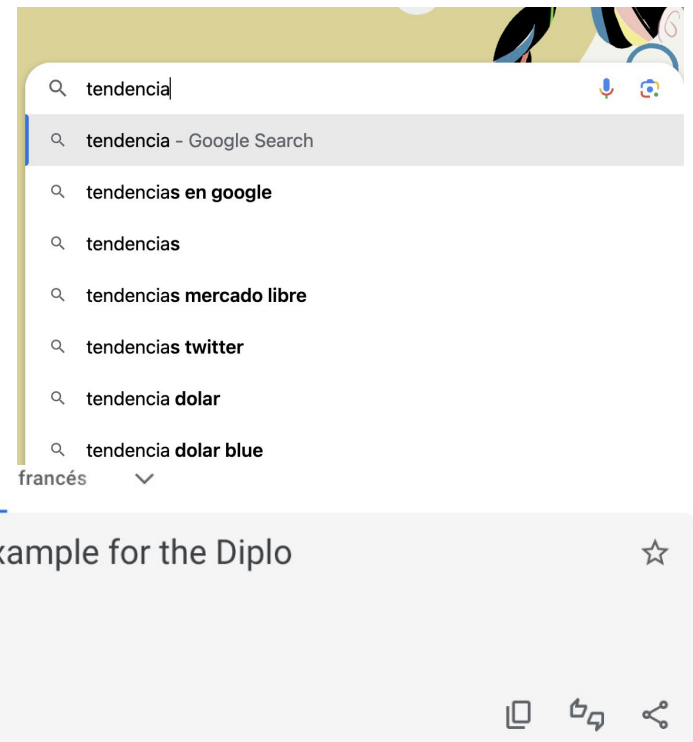 tendencia
tendencia - Google Search
tendencias en google
tendencias
tendencias mercado libre
tendencias twitter
tendencia dolar
tendencia dolar blue
francés
xample for the Diplo